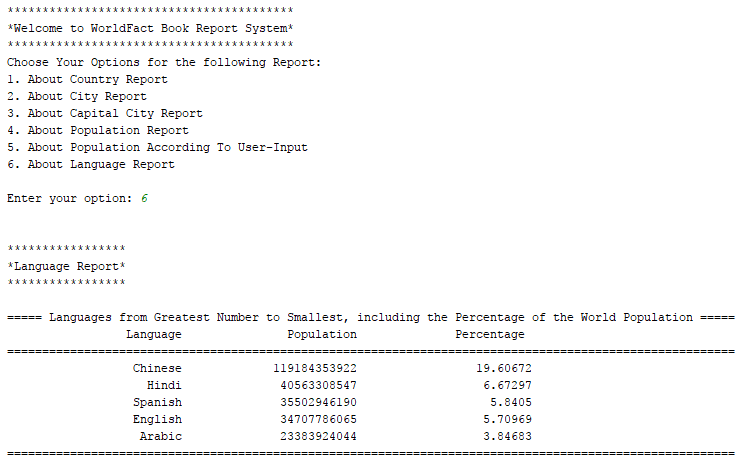 *****************************************
*Welcome to WorldFact Book Report System*
*****************************************
Choose Your Options for the following Report:
1. About Country Report
2. About City Report
3. About Capital City Report
4. About Population Report
5. About Population According To User-Input
6. About Language Report
Enter your option: 6
*****************
*Language Report*
*****************
===== Languages from Greatest Number to Smallest, including the Percentage of the World Population =====
Language Population Percentage
========================================================================================================
Chinese 119184353922 19.60672
Hindi 40563308547 6.67297
Spanish 35502946190 5.8405
English 34707786065 5.70969
Arabic 23383924044 3.84683
========================================================================================================